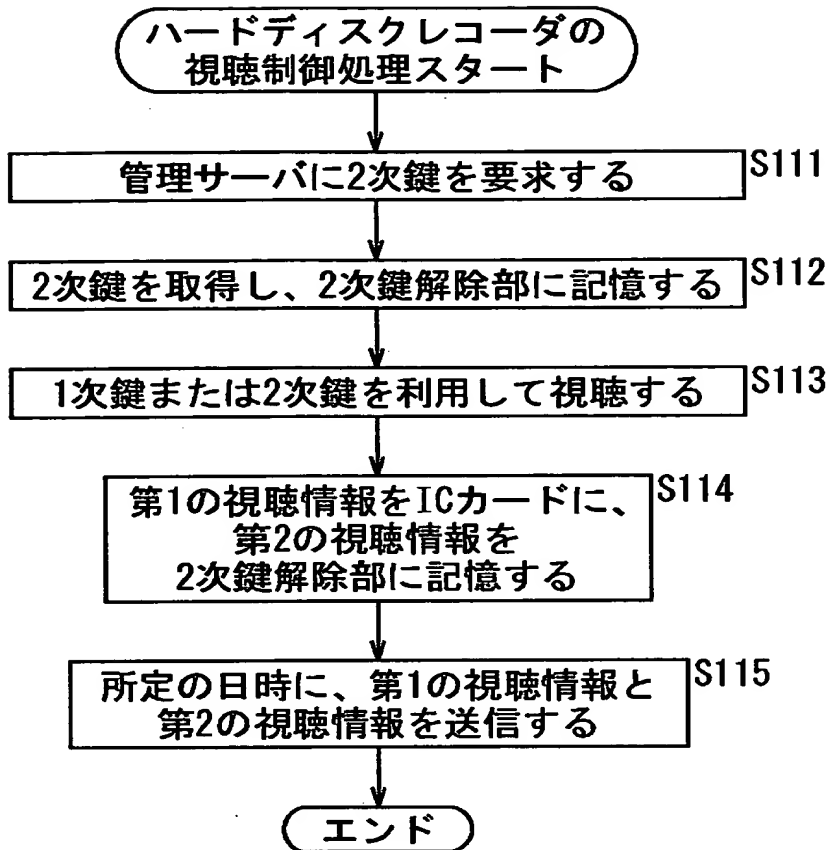 ハードディスクレコーダの
視聴制御処理スタート
管理サーバに2次鍵を要求する
S111
2次鍵を取得し、2次鍵解除部に記憶する
S112
1次鍵または2次鍵を利用して視聴する
S113
第1の視聴情報をICカードに、
第2の視聴情報を
2次鍵解除部に記憶する
S114
所定の日時に、第1の視聴情報と
第2の視聴情報を送信する
S115
エンド